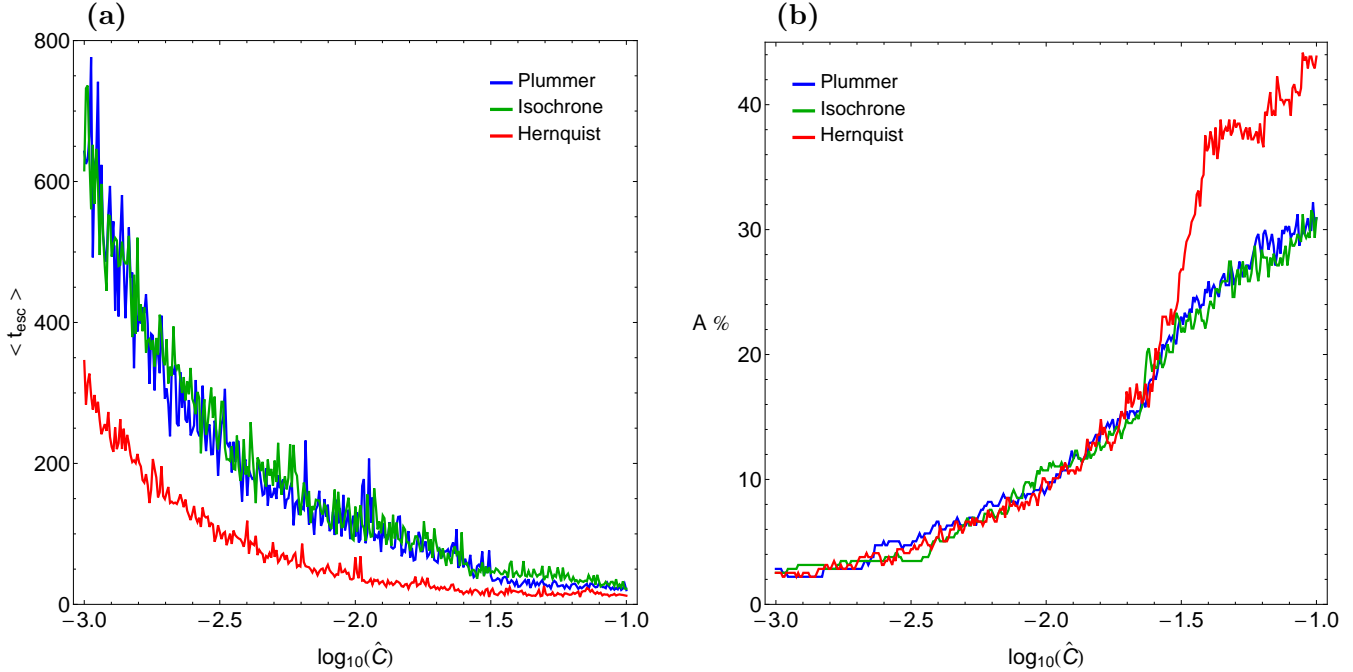 (a)
800
600
400
200
0
< t_esc >
Plummer
Isochrone
Hernquist
−3.0 −2.5 −2.0 −1.5 −1.0
log₁₀(Ĉ)
(b)
40
30
20
10
0
A %
Plummer
Isochrone
Hernquist
−3.0 −2.5 −2.0 −1.5 −1.0
log₁₀(Ĉ)